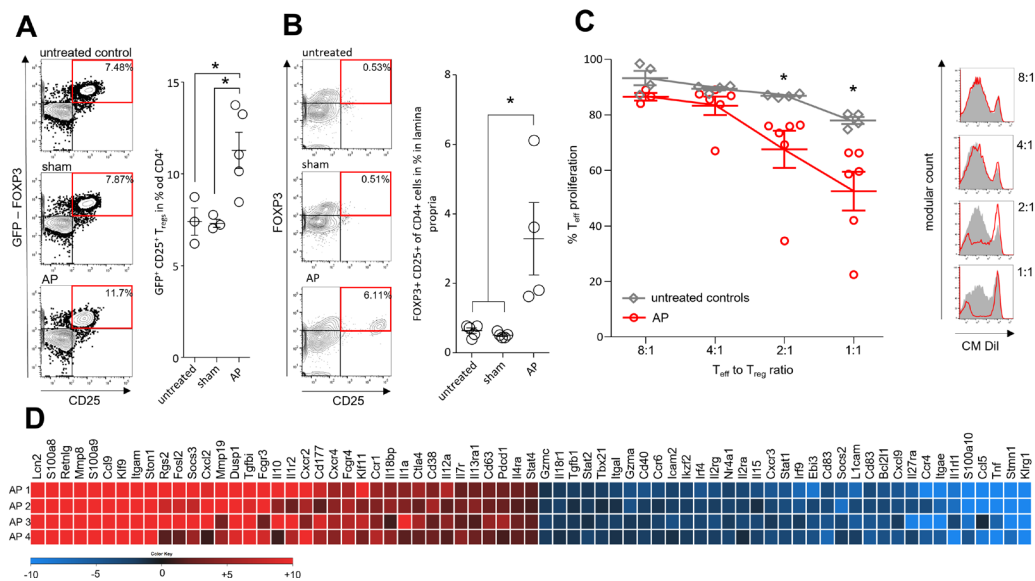 A
untreated control
7.48%
sham
7.87%
AP
11.7%
GFP – FOXP3
CD25
*
*
15
10
5
0
GFP⁺ CD25⁺ Tregs in % od CD4⁺
untreated
sham
AP
B
untreated
0.53%
sham
0.51%
AP
6.11%
FOXP3
CD25
*
8
6
4
2
0
FOXP3+ CD25+ of CD4+ cells in % in lamina
propria
untreated
sham
AP
C
100
80
60
40
20
0
% Teff proliferation
*
*
untreated controls
AP
8:1
4:1
2:1
1:1
Teff to Treg ratio
modular count
8:1
4:1
2:1
1:1
CM DiI
D
Lcn2
S100a8
Retnlg
Mmp8
S100a9
Ccl9
Klf9
Itgam
Ston1
Rgs2
Fosl2
Socs3
Cxcl2
Mmp19
Dusp1
Tgfbi
Fcgr3
Il10
Il1r2
Cxcr2
Cd177
Cxcr4
Fcgr4
Klf11
Ccr1
Il18bp
Il1a
Ctla4
Cd38
Il12a
Il7r
Il13ra1
Cd63
Pdcd1
Il4ra
Stat4
Gzmc
Il18r1
Tgfb1
Stat2
Tbx21
Itgal
Gzma
Cd40
Ccr6
Icam2
Ikzf2
Irf4
Il2rg
Nr4a1
Il2ra
Il15
Cxcr3
Stat1
Irf9
Ebi3
Cd83
Socs2
L1cam
Cd83
Bcl2l1
Cxcl9
Il27ra
Ccr4
Itgae
Il1rl1
S100a10
Ccl5
Tnf
Stmn1
Klrg1
AP 1
AP 2
AP 3
AP 4
Color Key
-10
-5
0
+5
+10